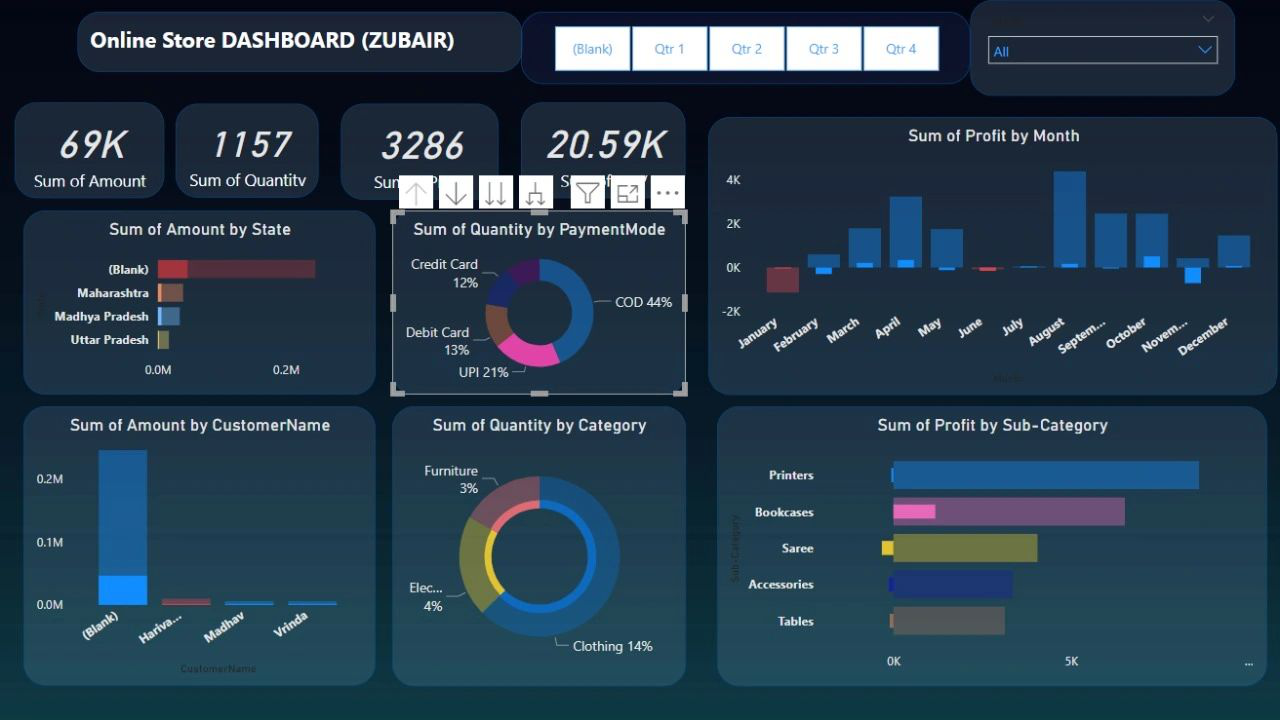 Online Store DASHBOARD (ZUBAIR)
(Blank)
Qtr 1
Qtr 2
Qtr 3
Qtr 4
All
69K
Sum of Amount
1157
Sum of Quantity
3286
20.59K
Sum of Amount by State
(Blank)
Maharashtra
Madhya Pradesh
Uttar Pradesh
0.0M
0.2M
Sum of Quantity by PaymentMode
Credit Card
12%
COD 44%
Debit Card
13%
UPI 21%
Sum of Profit by Month
4K
2K
0K
-2K
January
February
March
April
May
June
July
August
Septem...
October
Novem...
December
Month
Sum of Amount by CustomerName
0.2M
0.1M
0.0M
(Blank)
Hariva...
Madhav
Vrinda
CustomerName
Sum of Quantity by Category
Furniture
3%
Elec...
4%
Clothing 14%
Sum of Profit by Sub-Category
Sub-Category
Printers
Bookcases
Saree
Accessories
Tables
0K
5K
...